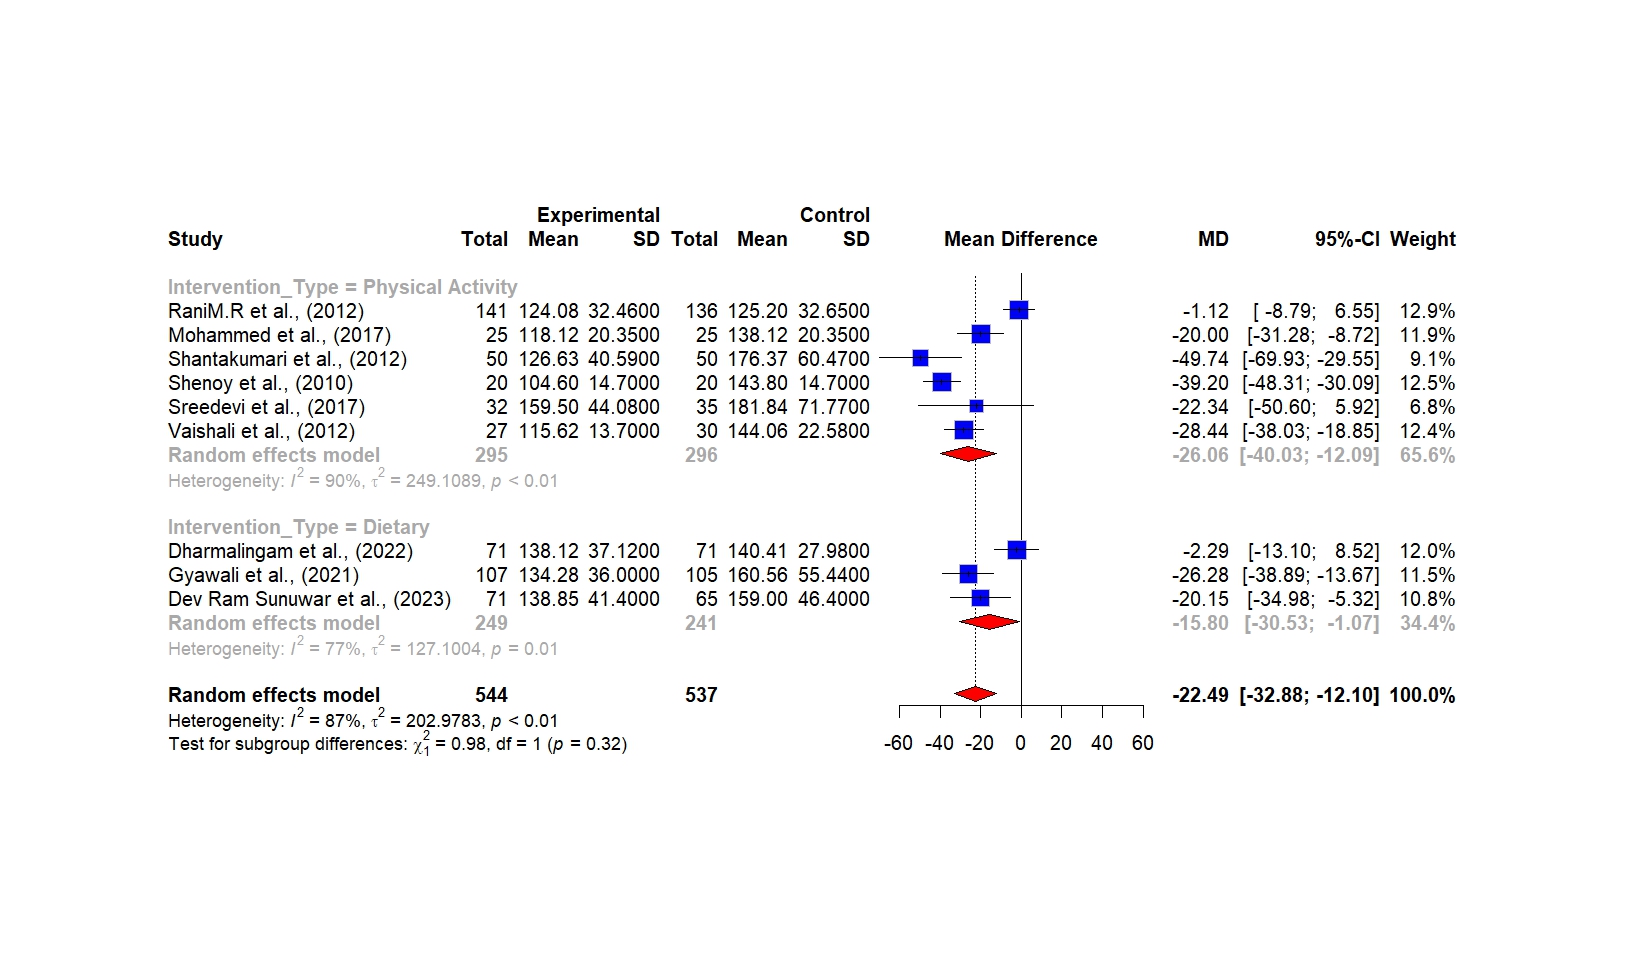 Experimental Control
Study Total Mean SD Total Mean SD Mean Difference MD 95%-CI Weight
Intervention_Type = Physical Activity
RaniM.R et al., (2012) 141 124.08 32.4600 136 125.20 32.6500 -1.12 [ -8.79; 6.55] 12.9%
Mohammed et al., (2017) 25 118.12 20.3500 25 138.12 20.3500 -20.00 [-31.28; -8.72] 11.9%
Shantakumari et al., (2012) 50 126.63 40.5900 50 176.37 60.4700 -49.74 [-69.93; -29.55] 9.1%
Shenoy et al., (2010) 20 104.60 14.7000 20 143.80 14.7000 -39.20 [-48.31; -30.09] 12.5%
Sreedevi et al., (2017) 32 159.50 44.0800 35 181.84 71.7700 -22.34 [-50.60; 5.92] 6.8%
Vaishali et al., (2012) 27 115.62 13.7000 30 144.06 22.5800 -28.44 [-38.03; -18.85] 12.4%
Random effects model 295 296 -26.06 [-40.03; -12.09] 65.6%
Heterogeneity: I² = 90%, τ² = 249.1089, p < 0.01
Intervention_Type = Dietary
Dharmalingam et al., (2022) 71 138.12 37.1200 71 140.41 27.9800 -2.29 [-13.10; 8.52] 12.0%
Gyawali et al., (2021) 107 134.28 36.0000 105 160.56 55.4400 -26.28 [-38.89; -13.67] 11.5%
Dev Ram Sunuwar et al., (2023) 71 138.85 41.4000 65 159.00 46.4000 -20.15 [-34.98; -5.32] 10.8%
Random effects model 249 241 -15.80 [-30.53; -1.07] 34.4%
Heterogeneity: I² = 77%, τ² = 127.1004, p = 0.01
Random effects model 544 537 -22.49 [-32.88; -12.10] 100.0%
Heterogeneity: I² = 87%, τ² = 202.9783, p < 0.01
Test for subgroup differences: χ₁² = 0.98, df = 1 (p = 0.32)
-60 -40 -20 0 20 40 60